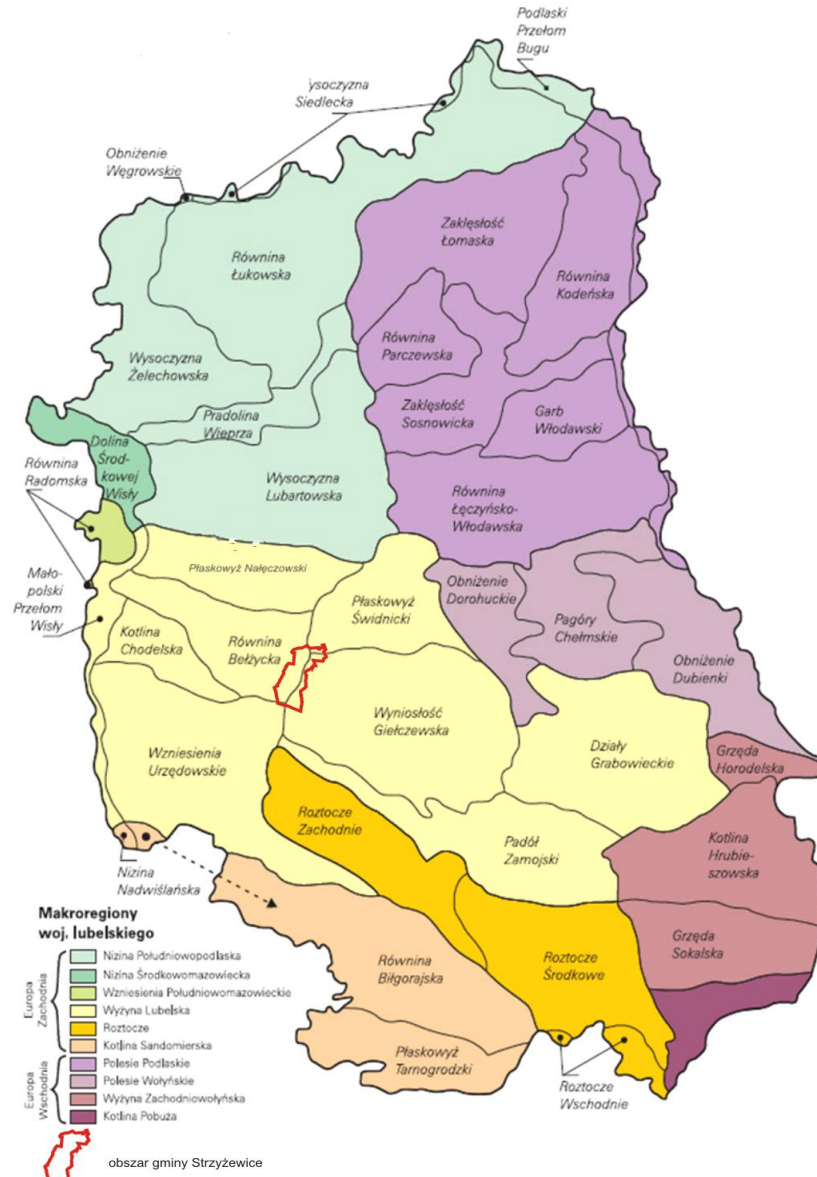 Podlaski
Przełom
Bugu
ysoczyzna
Siedlecka
Obniżenie
Węgrowskie
Zaklęsłość
Łomaska
Równina
Łukowska
Równina
Kodeńska
Równina
Parczewska
Wysoczyzna
Żelechowska
Zaklęsłość
Sosnowicka
Garb
Włodawski
Pradolina
Wieprza
Dolina
Środ-
kowej
Wisły
Równina
Radomska
Wysoczyzna
Lubartowska
Równina
Łęczyńsko-
Włodawska
Mało-
polski
Przełom
Wisły
Płaskowyż Nałęczowski
Płaskowyż
Świdnicki
Obniżenie
Dorohuckie
Pagóry
Chełmskie
Kotlina
Chodelska
Równina
Bełżycka
Obniżenie
Dubienki
Wyniosłość
Giełczewska
Wzniesienia
Urzędowskie
Działy
Grabowieckie
Grzęda
Horodelska
Roztocze
Zachodnie
Padół
Zamojski
Kotlina
Hrubie-
szowska
Nizina
Nadwiślańska
Równina
Biłgorajska
Roztocze
Środkowe
Grzęda
Sokalska
Płaskowyż
Tarnogrodzki
Roztocze
Wschodnie
Makroregiony
woj. lubelskiego
Europa
Zachodnia
Nizina Południowopodlaska
Nizina Środkowomazowiecka
Wzniesienia Południowomazowieckie
Wyżyna Lubelska
Roztocze
Kotlina Sandomierska
Europa
Wschodnia
Polesie Podlaskie
Polesie Wołyńskie
Wyżyna Zachodniowołyńska
Kotlina Pobuża
obszar gminy Strzyżewice